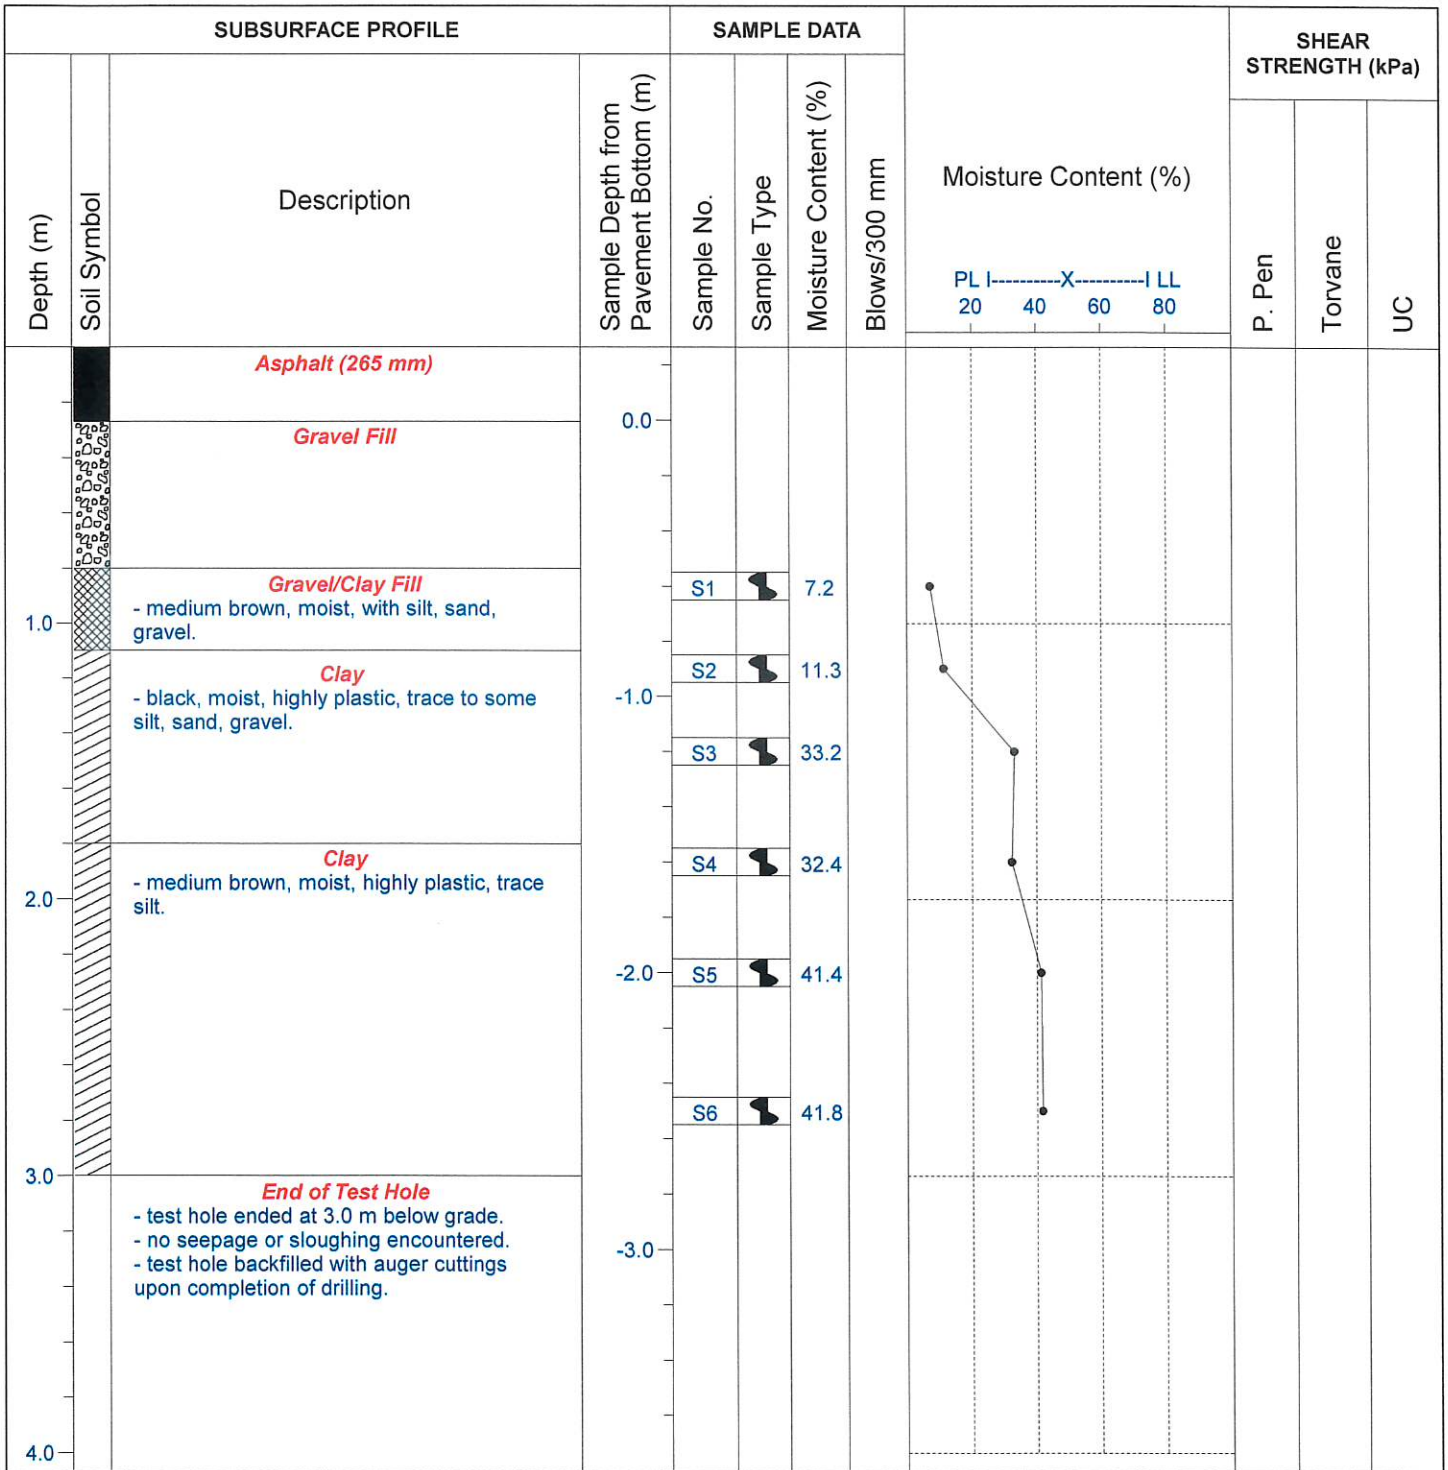 SUBSURFACE PROFILE
SAMPLE DATA
SHEAR
STRENGTH (kPa)
Depth (m)
Soil Symbol
Description
Sample Depth from
Pavement Bottom (m)
Sample No.
Sample Type
Moisture Content (%)
Blows/300 mm
Moisture Content (%)
PL I----------X----------I LL
20 40 60 80
P. Pen
Torvane
UC
Asphalt (265 mm)
0.0
Gravel Fill
Gravel/Clay Fill
- medium brown, moist, with silt, sand,
gravel.
S1 7.2
1.0
Clay
- black, moist, highly plastic, trace to some
silt, sand, gravel.
S2 11.3
-1.0
S3 33.2
Clay
- medium brown, moist, highly plastic, trace
silt.
S4 32.4
2.0
-2.0
S5 41.4
S6 41.8
3.0
End of Test Hole
- test hole ended at 3.0 m below grade.
- no seepage or sloughing encountered.
- test hole backfilled with auger cuttings
upon completion of drilling.
-3.0
4.0